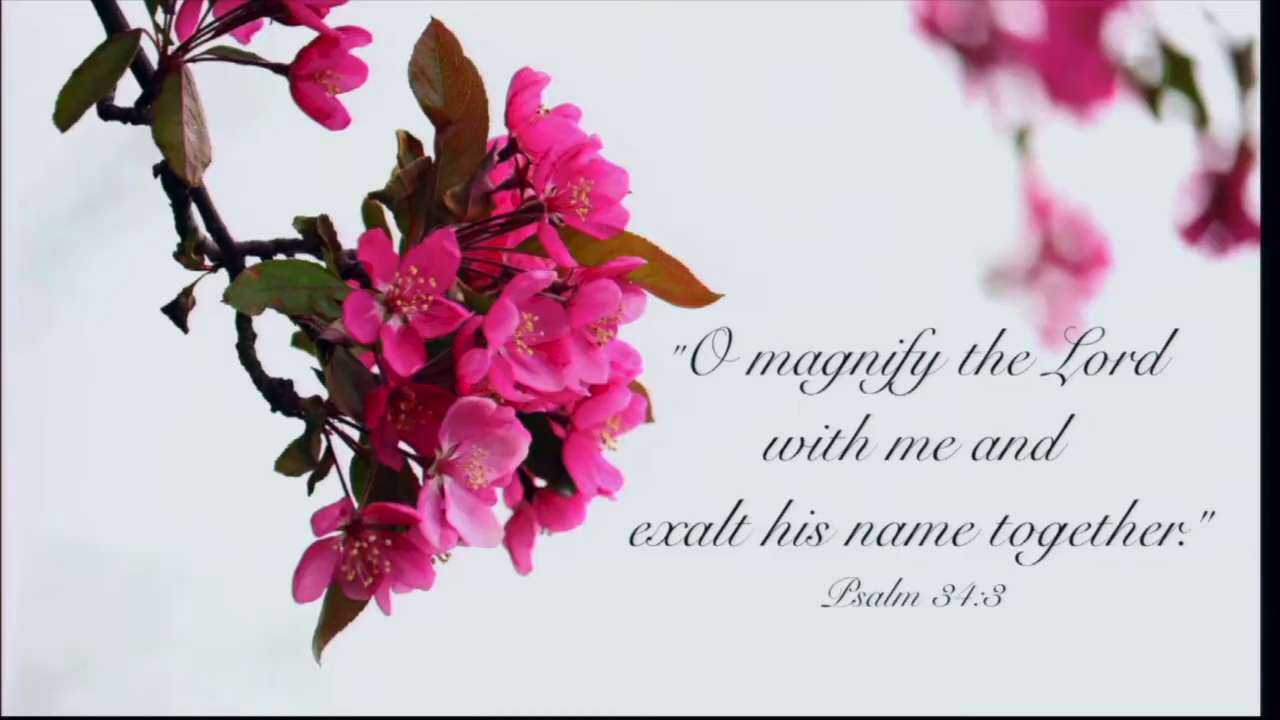 "O magnify the Lord
with me and
exalt his name together."
Psalm 34:3